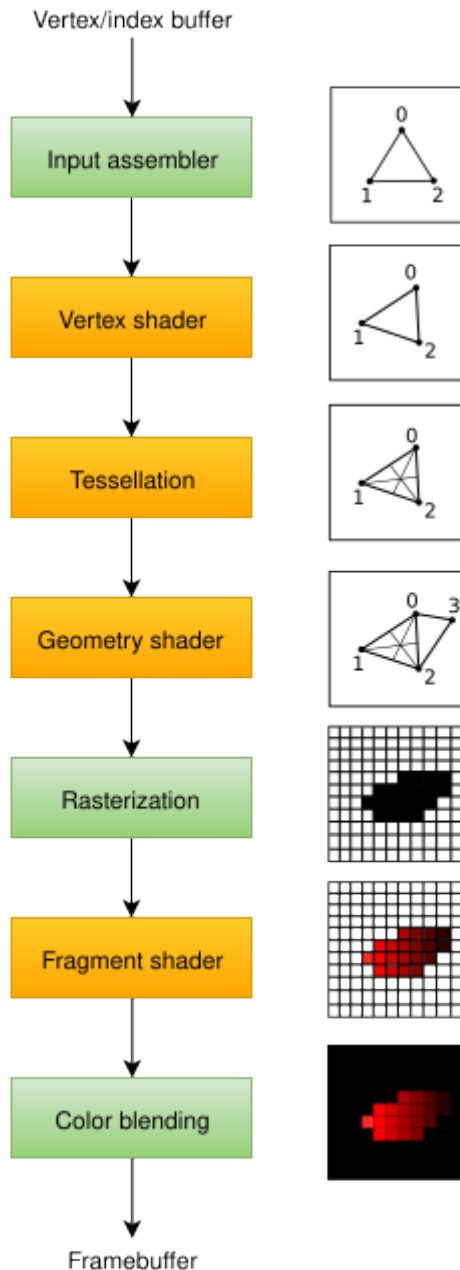 Vertex/index buffer
Input assembler
0
1
2
Vertex shader
0
1
2
Tessellation
0
1
2
Geometry shader
0
3
1
2
Rasterization
Fragment shader
Color blending
Framebuffer